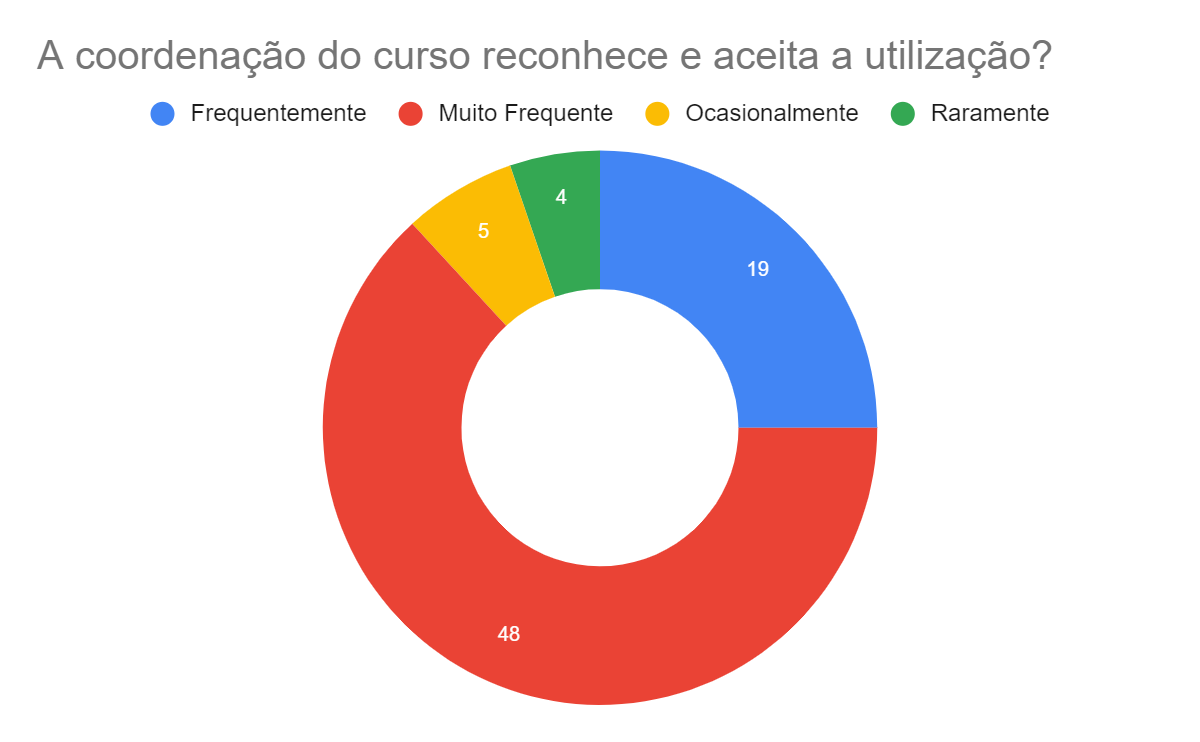 A coordenação do curso reconhece e aceita a utilização?
Frequentemente Muito Frequente Ocasionalmente Raramente
4
5
19
48